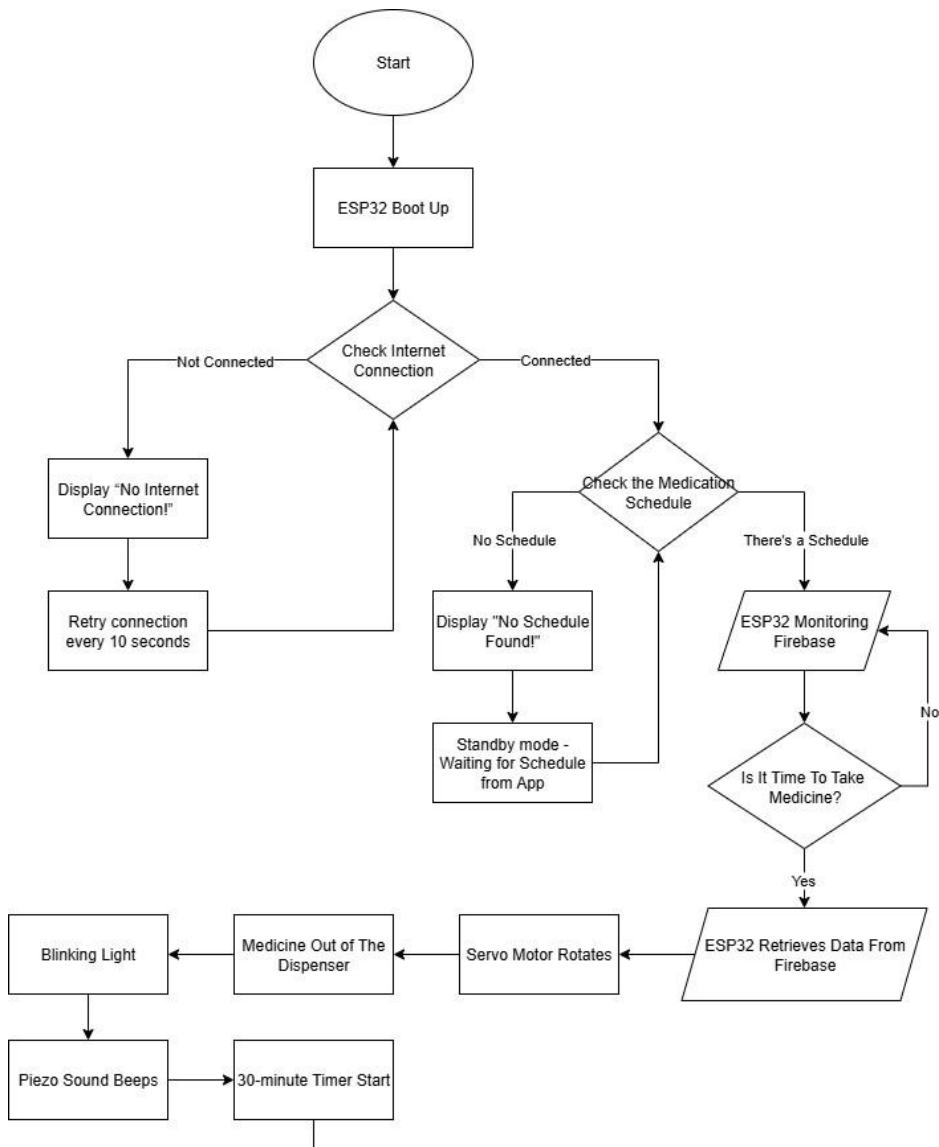 Start
ESP32 Boot Up
Check Internet
Connection
Not Connected
Connected
Display “No Internet
Connection!”
Retry connection
every 10 seconds
Check the Medication
Schedule
No Schedule
There's a Schedule
Display "No Schedule
Found!"
Standby mode -
Waiting for Schedule
from App
ESP32 Monitoring
Firebase
No
Is It Time To Take
Medicine?
Yes
ESP32 Retrieves Data From
Firebase
Servo Motor Rotates
Medicine Out of The
Dispenser
Blinking Light
Piezo Sound Beeps
30-minute Timer Start